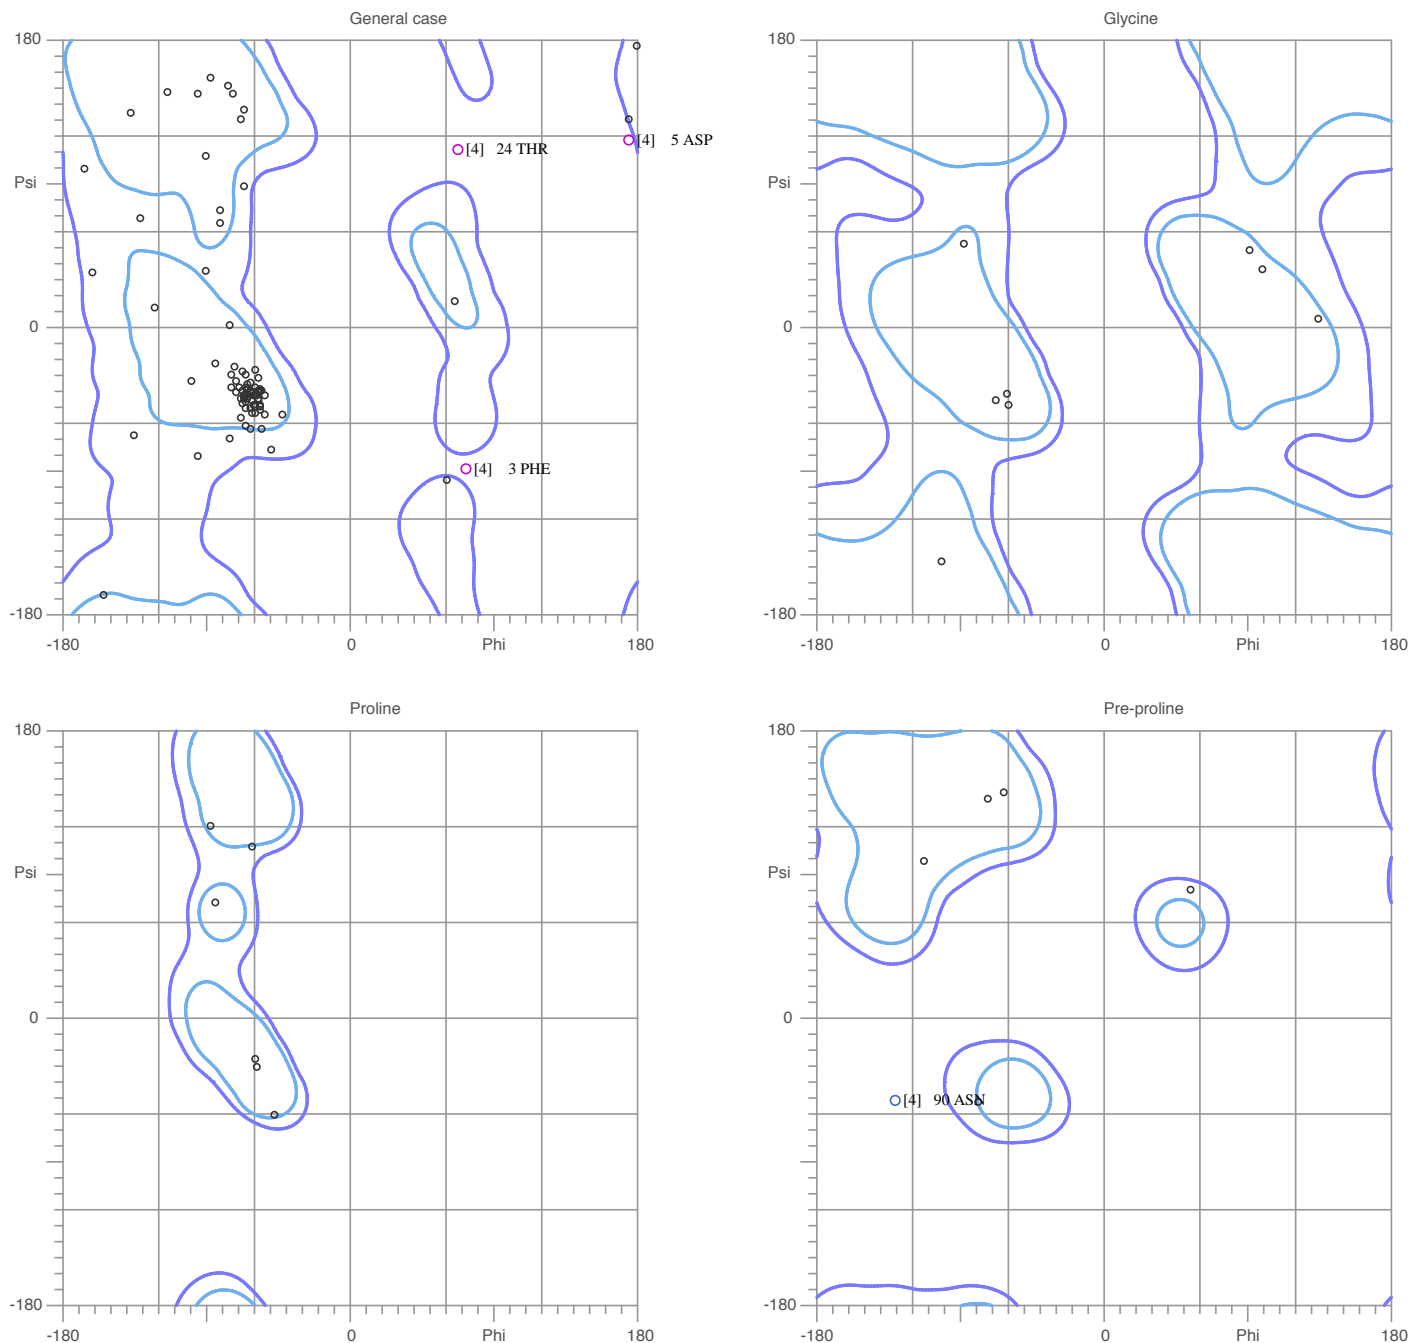 General case
Glycine
180
180
[4] 5 ASP
[4] 24 THR
Psi
Psi
0
0
[4] 3 PHE
-180
-180
-180 0 Phi 180
-180 0 Phi 180
Proline
Pre-proline
180
180
Psi
Psi
0
0
[4] 90 ASN
-180
-180
-180 0 Phi 180
-180 0 Phi 180